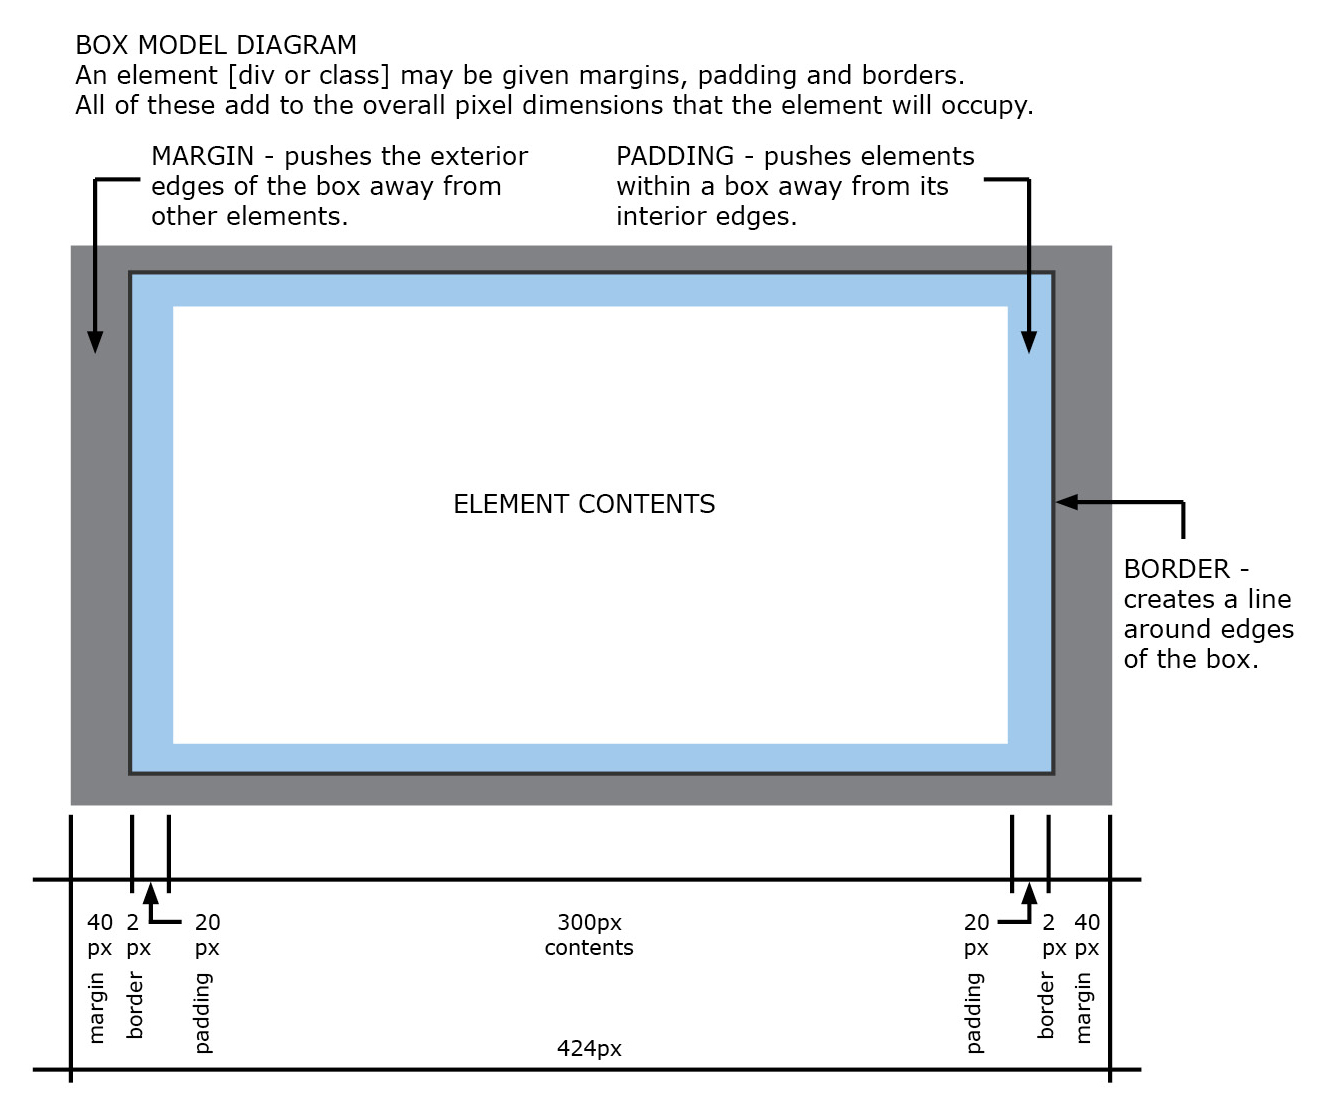 BOX MODEL DIAGRAM
An element [div or class] may be given margins, padding and borders.
All of these add to the overall pixel dimensions that the element will occupy.
MARGIN - pushes the exterior
edges of the box away from
other elements.
PADDING - pushes elements
within a box away from its
interior edges.
ELEMENT CONTENTS
BORDER -
creates a line
around edges
of the box.
40
px
margin
2
px
border
20
px
padding
300px
contents
20
px
padding
2
px
border
40
px
margin
424px